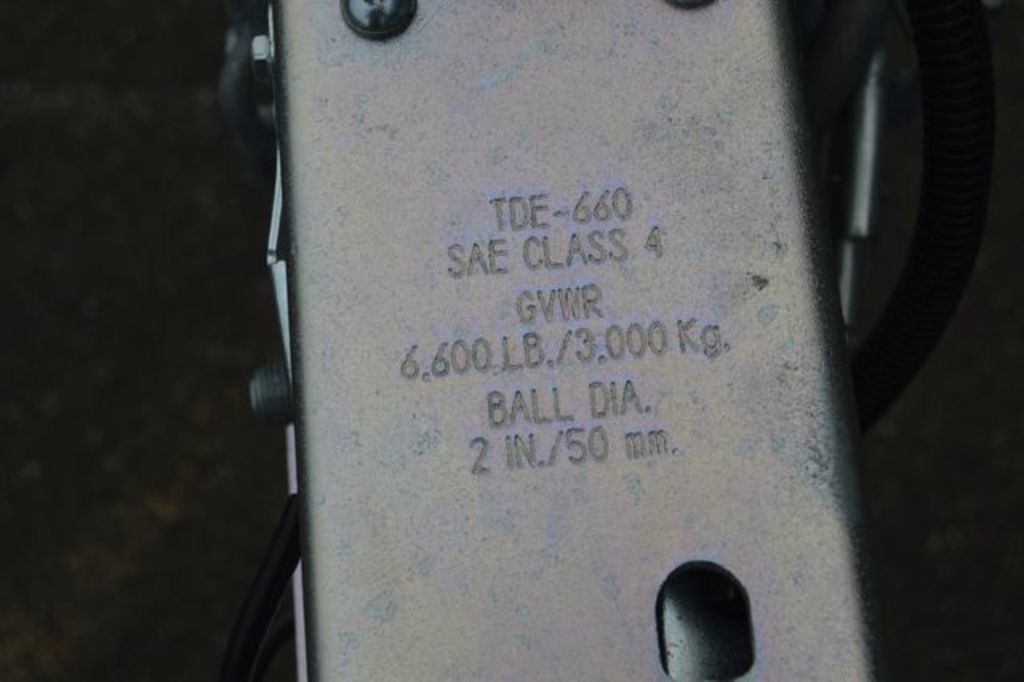 TDE-660
SAE CLASS 4
GVWR
6.600 LB./3.000 Kg.
BALL DIA.
2 IN./50 mm.